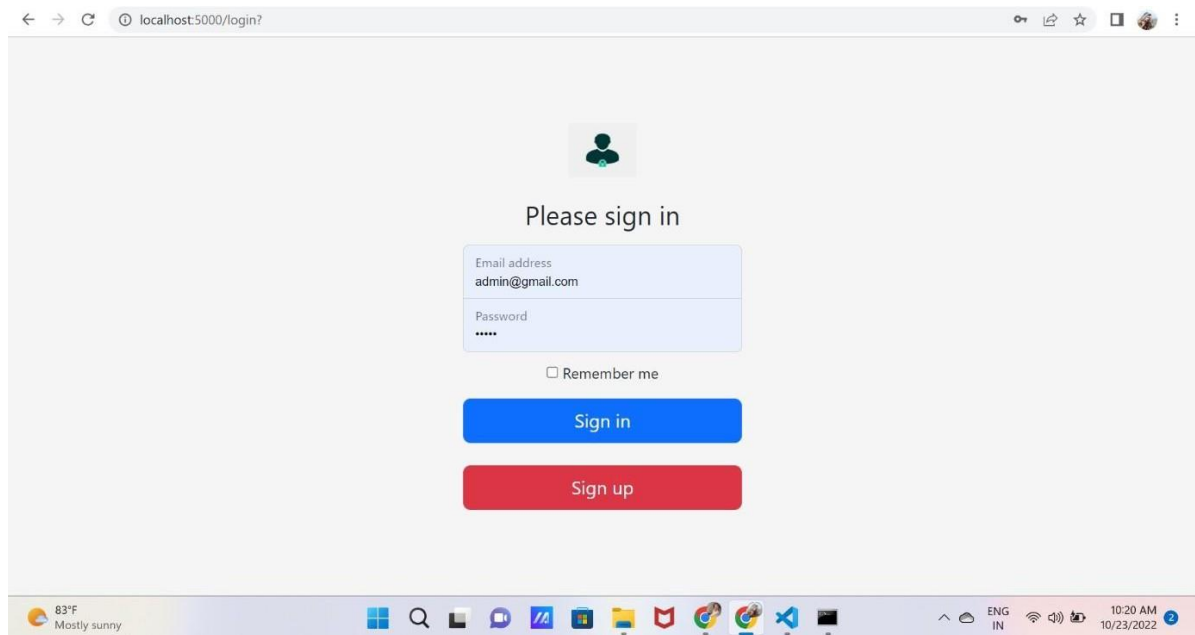 localhost:5000/login?
Please sign in
Email address
admin@gmail.com
Password
•••••
Remember me
Sign in
Sign up
83°F
Mostly sunny
ENG
IN
10:20 AM
10/23/2022
2